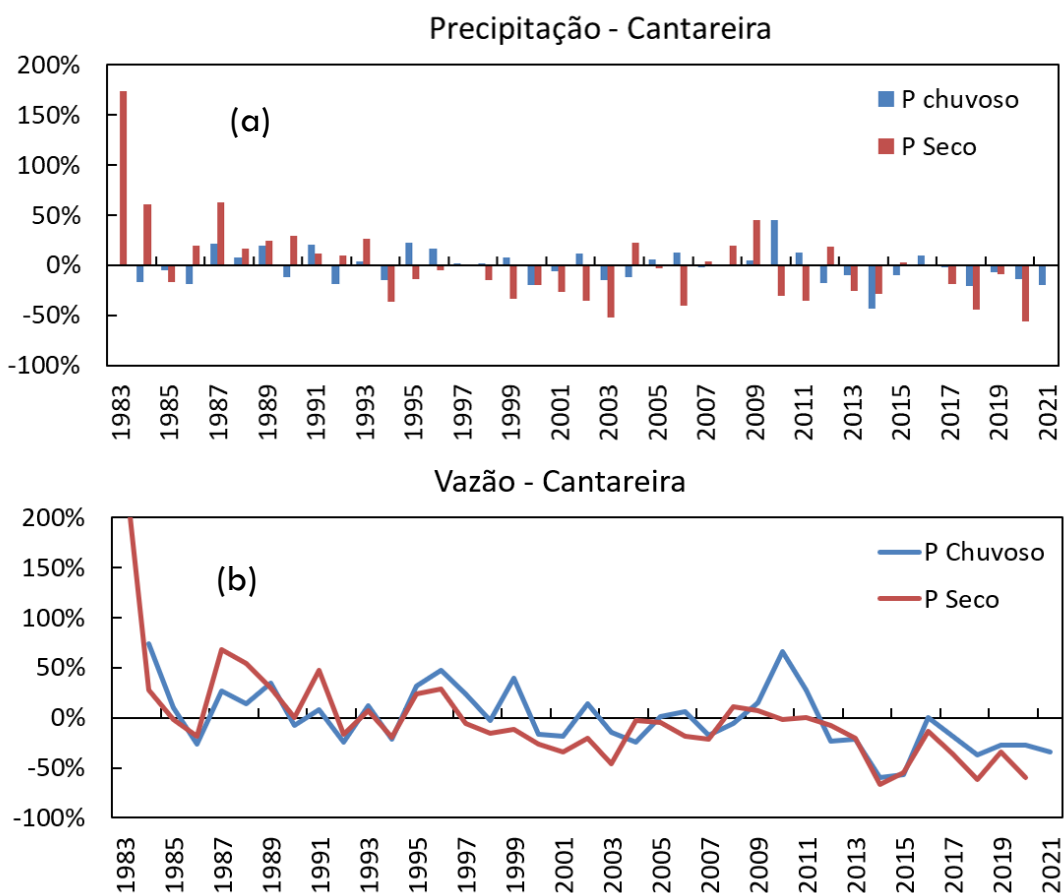 Precipitação - Cantareira
200%
150%
100%
50%
0%
-50%
-100%
(a)
P chuvoso
P Seco
1983 1985 1987 1989 1991 1993 1995 1997 1999 2001 2003 2005 2007 2009 2011 2013 2015 2017 2019 2021
Vazão - Cantareira
200%
150%
100%
50%
0%
-50%
-100%
(b)
P Chuvoso
P Seco
1983 1985 1987 1989 1991 1993 1995 1997 1999 2001 2003 2005 2007 2009 2011 2013 2015 2017 2019 2021